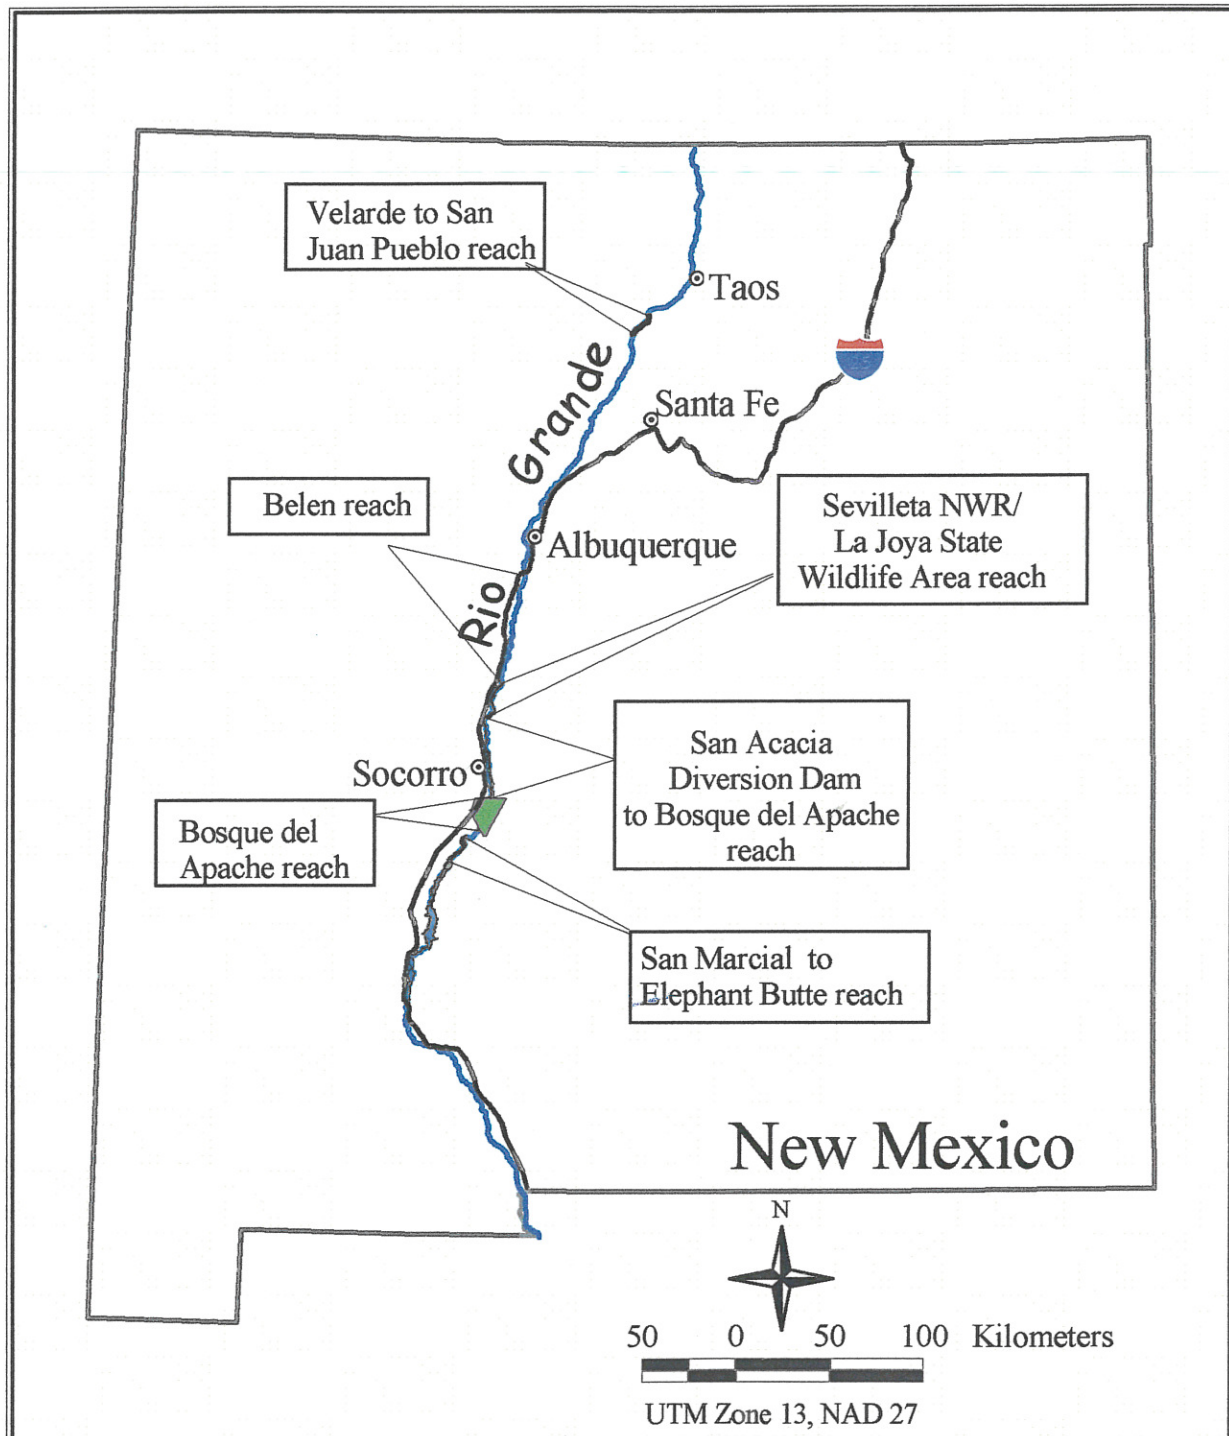 Velarde to San
Juan Pueblo reach
Taos
Grande
Santa Fe
Belen reach
Sevilleta NWR/
La Joya State
Wildlife Area reach
Albuquerque
Rio
San Acacia
Diversion Dam
to Bosque del Apache
reach
Socorro
Bosque del
Apache reach
San Marcial to
Elephant Butte reach
New Mexico
N
50 0 50 100 Kilometers
UTM Zone 13, NAD 27